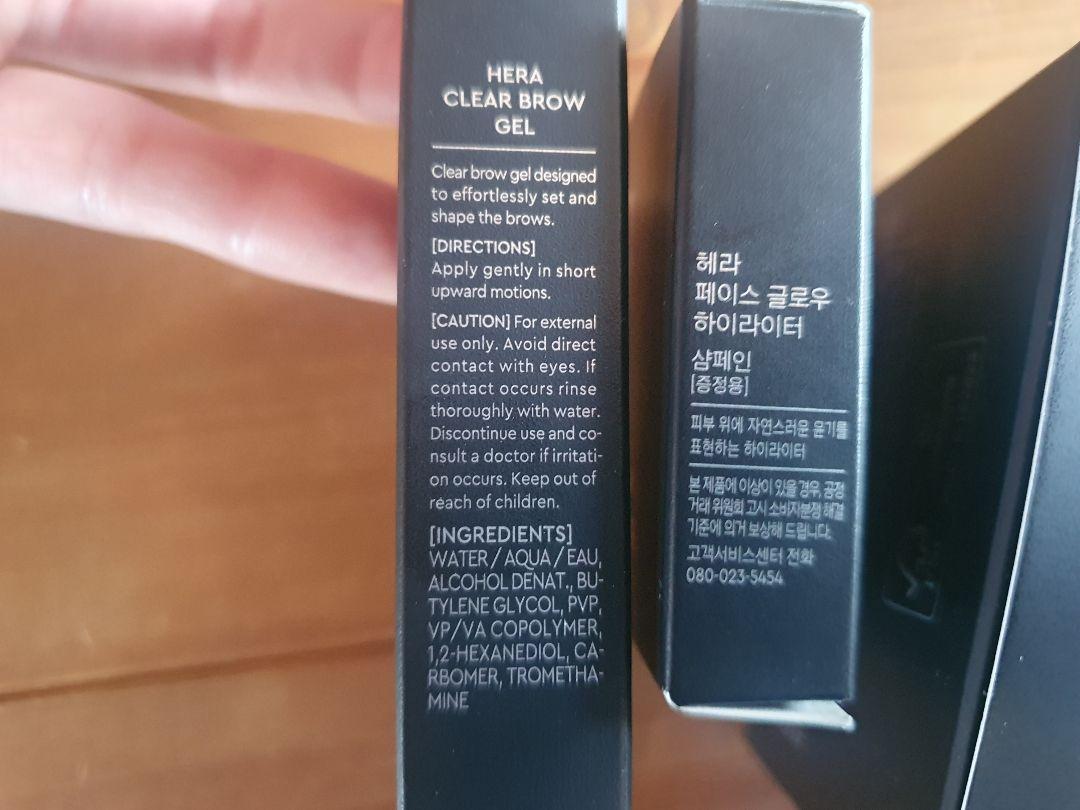 HERA
CLEAR BROW
GEL
Clear brow gel designed
to effortlessly set and
shape the brows.
[DIRECTIONS]
Apply gently in short
upward motions.
[CAUTION] For external
use only. Avoid direct
contact with eyes. If
contact occurs rinse
thoroughly with water.
Discontinue use and co-
nsult a doctor if irritati-
on occurs. Keep out of
reach of children.
[INGREDIENTS]
WATER / AQUA / EAU,
ALCOHOL DENAT., BU-
TYLENE GLYCOL, PVP,
VP/VA COPOLYMER,
1,2-HEXANEDIOL, CA-
RBOMER, TROMETHA-
MINE
헤라
페이스 글로우
하이라이터
샴페인
[증정용]
피부 위에 자연스러운 윤기를
표현하는 하이라이터
본 제품에 이상이 있을 경우, 공정
거래 위원회 고시 소비자분쟁 해결
기준에 의거 보상해 드립니다.
고객서비스센터 전화
080-023-5454